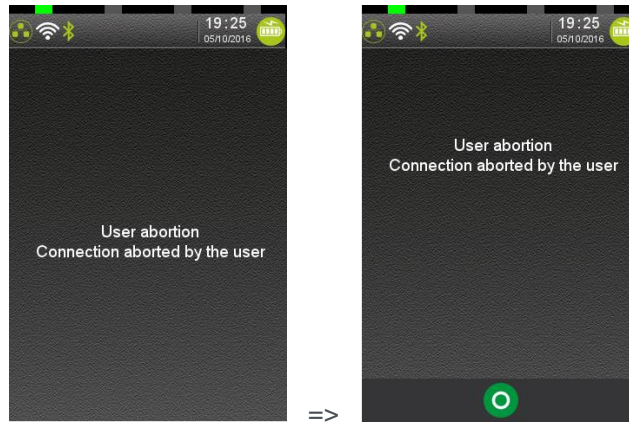 19:25
05/10/2016
User abortion
Connection aborted by the user
=>
19:25
05/10/2016
User abortion
Connection aborted by the user